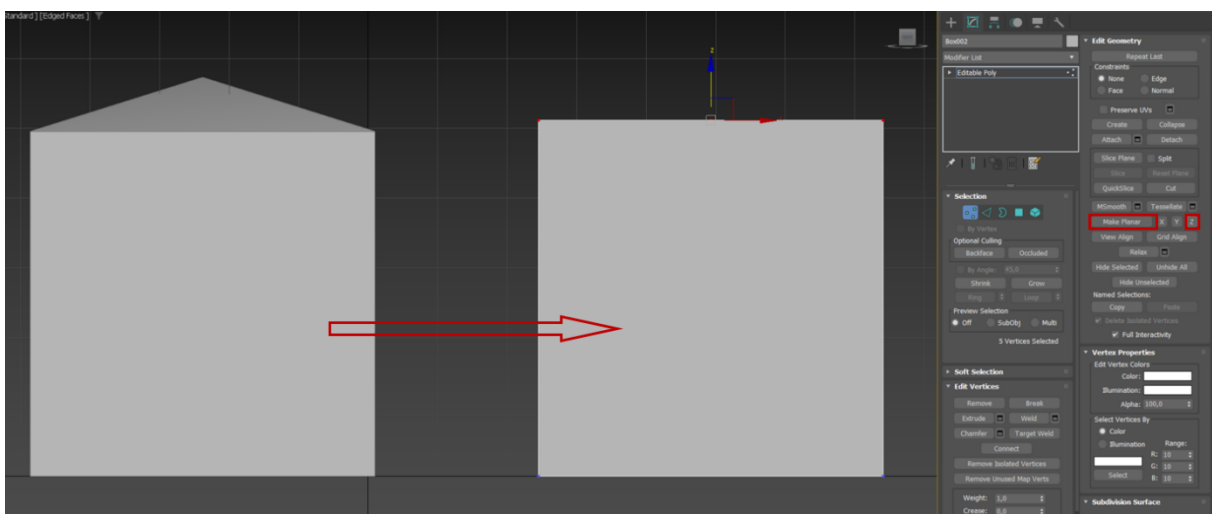 Standard ] [Edged Faces ]
z
Box002
Modifier List
Editable Poly
Selection
By Vertex
Optional Culling
Backface Occluded
By Angle: 45,0
Shrink Grow
Ring Loop
Preview Selection
Off SubObj Multi
5 Vertices Selected
Soft Selection
Edit Vertices
Remove Break
Extrude Weld
Chamfer Target Weld
Connect
Remove Isolated Vertices
Remove Unused Map Verts
Weight: 1,0
Crease: 0,0
Edit Geometry
Repeat Last
Constraints
None Edge
Face Normal
Preserve UVs
Create Collapse
Attach Detach
Slice Plane Split
Slice Reset Plane
QuickSlice Cut
MSmooth Tessellate
Make Planar X Y Z
View Align Grid Align
Relax
Hide Selected Unhide All
Hide Unselected
Named Selections:
Copy Paste
Delete Isolated Vertices
Full Interactivity
Vertex Properties
Edit Vertex Colors
Color:
Illumination:
Alpha: 100,0
Select Vertices By
Color
Illumination Range:
R: 10
G: 10
Select B: 10
Subdivision Surface